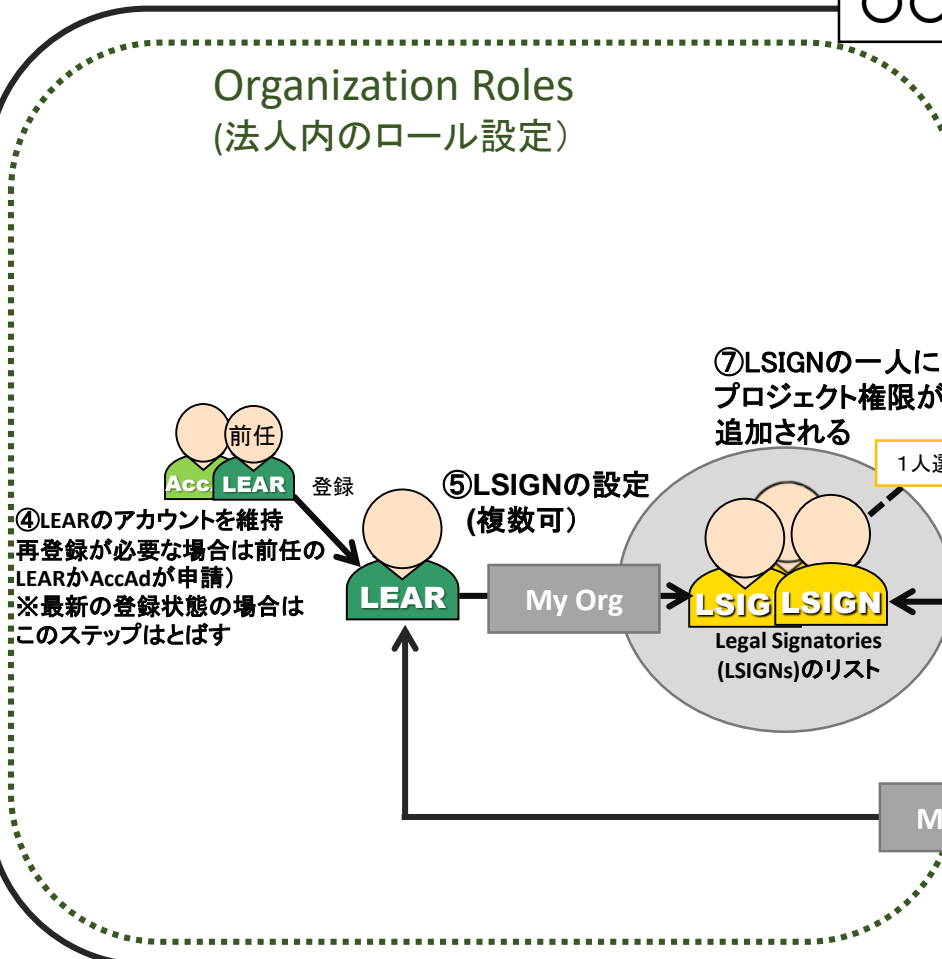 〇〇
Organization Roles
(法人内のロール設定）
⑦LSIGNの一人に
プロジェクト権限が
追加される
1人選
前任
Acc
LEAR
登録
⑤LSIGNの設定
(複数可）
④LEARのアカウントを維持
再登録が必要な場合は前任の
LEARかAccAdが申請）
※最新の登録状態の場合は
このステップはとばす
LEAR
My Org
LSIG
LSIGN
Legal Signatories
(LSIGNs)のリスト
M